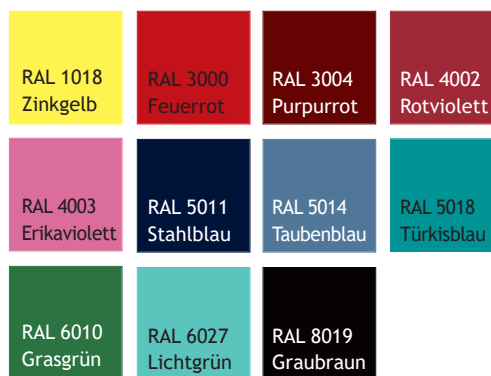 RAL 1018
Zinkgelb
RAL 3000
Feuerrot
RAL 3004
Purpurrot
RAL 4002
Rotviolett
RAL 4003
Erikaviolett
RAL 5011
Stahlblau
RAL 5014
Taubenblau
RAL 5018
Türkisblau
RAL 6010
Grasgrün
RAL 6027
Lichtgrün
RAL 8019
Graubraun